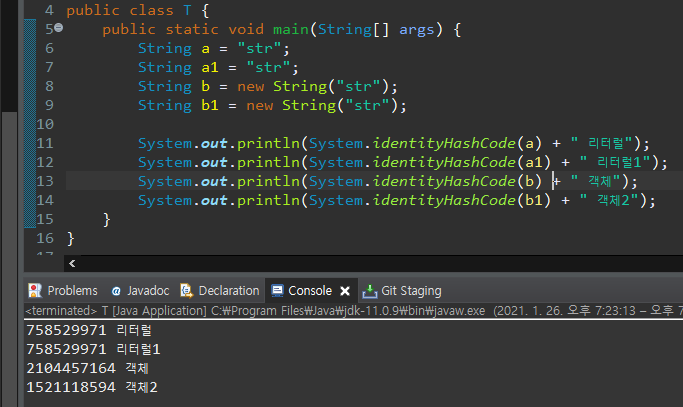 4 public class T {
5 public static void main(String[] args) {
6 String a = "str";
7 String a1 = "str";
8 String b = new String("str");
9 String b1 = new String("str");
10
11 System.out.println(System.identityHashCode(a) + " 리터럴");
12 System.out.println(System.identityHashCode(a1) + " 리터럴1");
13 System.out.println(System.identityHashCode(b) + " 객체");
14 System.out.println(System.identityHashCode(b1) + " 객체2");
15 }
16 }
17
Problems @ Javadoc Declaration Console Git Staging
<terminated> T [Java Application] C:₩Program Files₩Java₩jdk-11.0.9₩bin₩javaw.exe (2021. 1. 26. 오후 7:23:13 – 오후 7
758529971 리터럴
758529971 리터럴1
2104457164 객체
1521118594 객체2